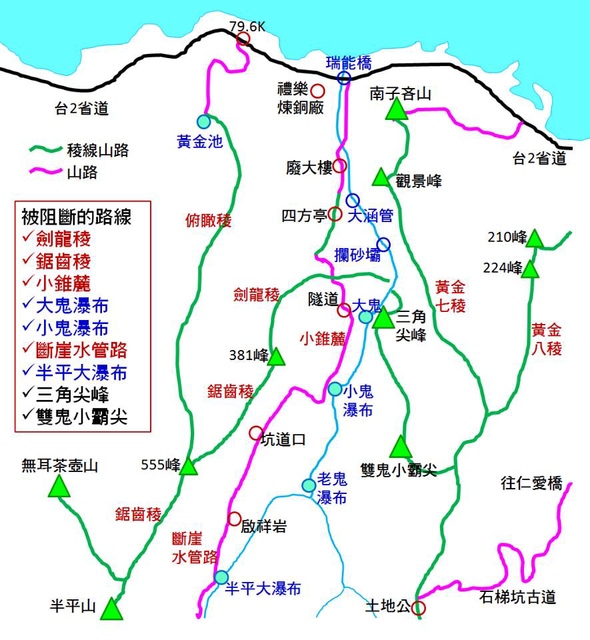 79.6K
瑞能橋
禮樂
煉銅廠
南子吝山
台2省道
黃金池
台2省道
稜線山路
山路
廢大樓
觀景峰
被阻斷的路線
✓劍龍稜
✓鋸齒稜
✓小錐麓
✓大鬼瀑布
✓小鬼瀑布
✓斷崖水管路
✓半平大瀑布
✓三角尖峰
✓雙鬼小霸尖
俯瞰稜
四方亭
大涵管
攔砂壩
210峰
224峰
劍龍稜
隧道
大鬼
三角
尖峰
黃金
七稜
小錐麓
黃金
八稜
381峰
鋸齒稜
小鬼
瀑布
坑道口
無耳茶壺山
555峰
雙鬼小霸尖
老鬼
瀑布
往仁愛橋
鋸齒稜
啟祥岩
斷崖
水管路
半平大瀑布
半平山
土地公
石梯坑古道